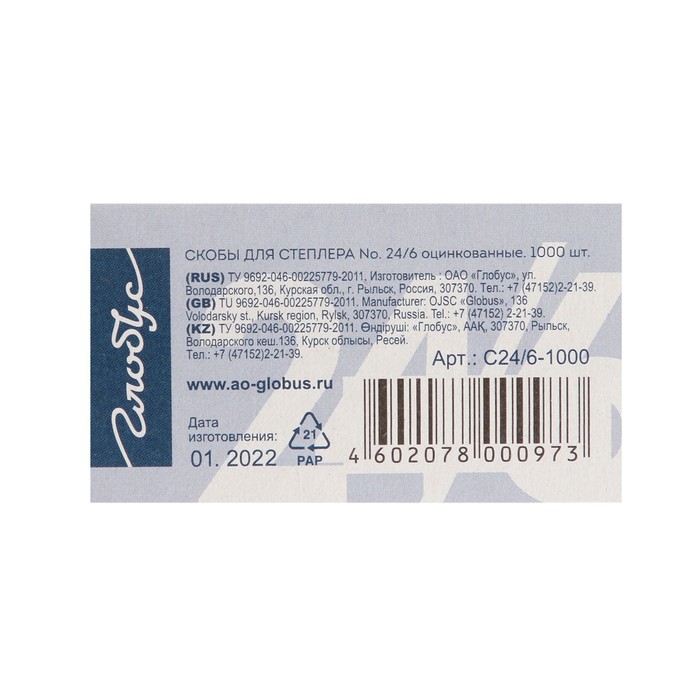 Глобус
СКОБЫ ДЛЯ СТЕПЛЕРА No. 24/6 оцинкованные. 1000 шт.
(RUS) ТУ 9692-046-00225779-2011, Изготовитель : ОАО «Глобус», ул.
Володарского,136, Курская обл., г. Рыльск, Россия, 307370. Тел.: +7 (47152)2-21-39.
(GB) TU 9692-046-00225779-2011. Manufacturer: OJSC «Globus», 136
Volodarsky st., Kursk region, Rylsk, 307370, Russia. Tel.: +7 (47152) 2-21-39.
(KZ) ТУ 9692-046-00225779-2011. Өндіруші: «Глобус», ААҚ, 307370, Рыльск,
Володарского кеш.136, Курск облысы, Ресей.
Тел.: +7 (47152)2-21-39.
Арт.: С24/6-1000
www.ao-globus.ru
Дата
изготовления:
01. 2022
21
PAP
4 602078 000973
24/6